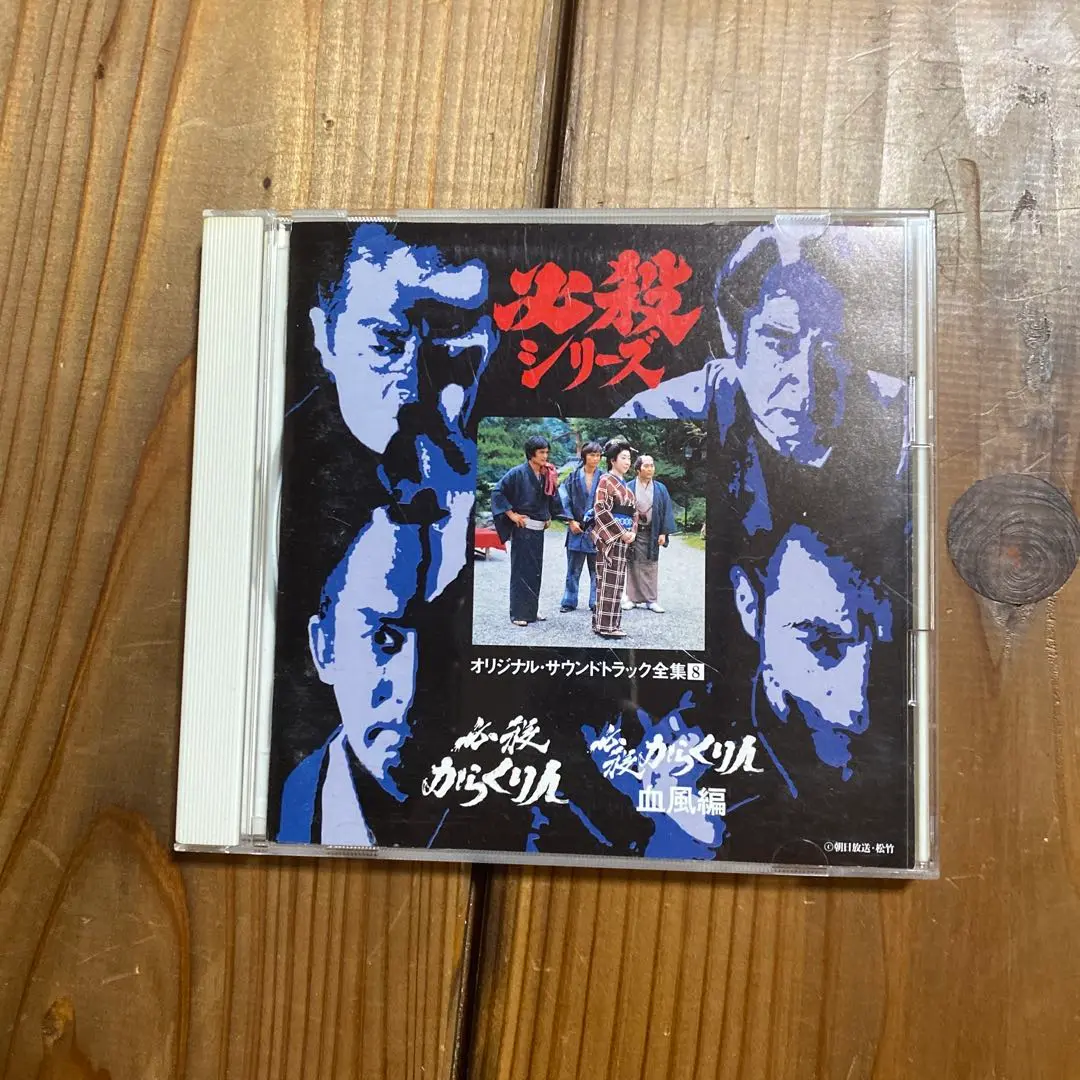 必殺
シリーズ
オリジナル・サウンドトラック全集8
必殺
からくり人
必殺からくり人
血風編
©朝日放送・松竹